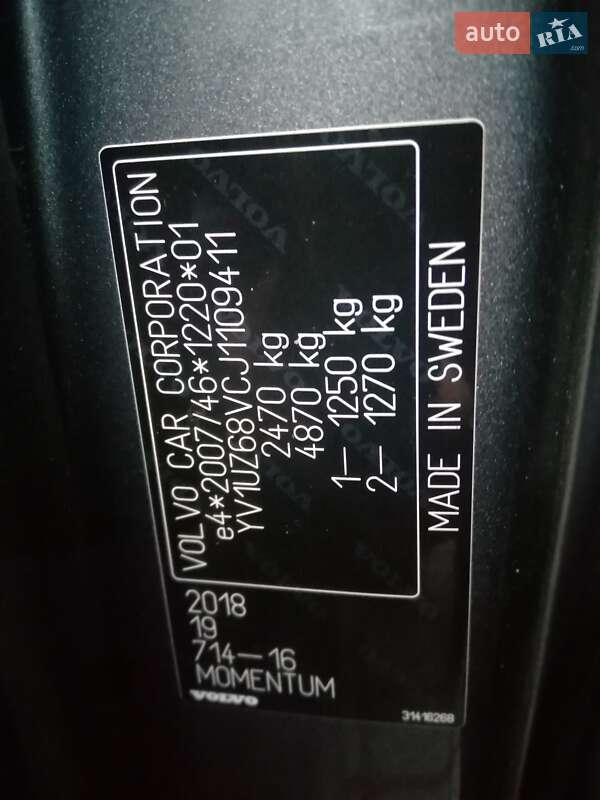 auto RIA.com
VOLVO CAR CORPORATION
e4*2007/46*1220*01
YV1UZ68VCJ1109411
2470 kg
4870 kg
1— 1250 kg
2— 1270 kg
MADE IN SWEDEN
2018
19
714—16
MOMENTUM
VOLVO
31416268